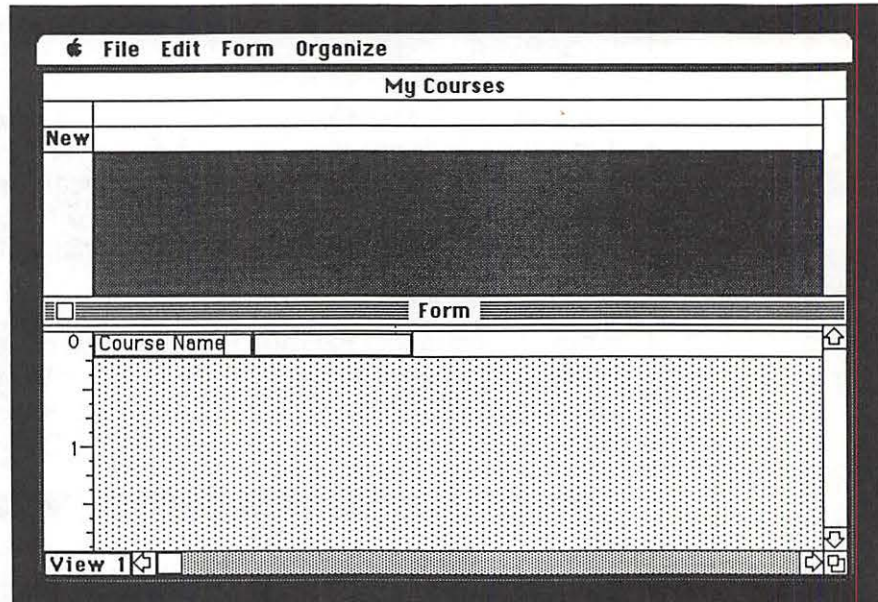 File Edit Form Organize
My Courses
New
Form
0
Course Name
1
View 1